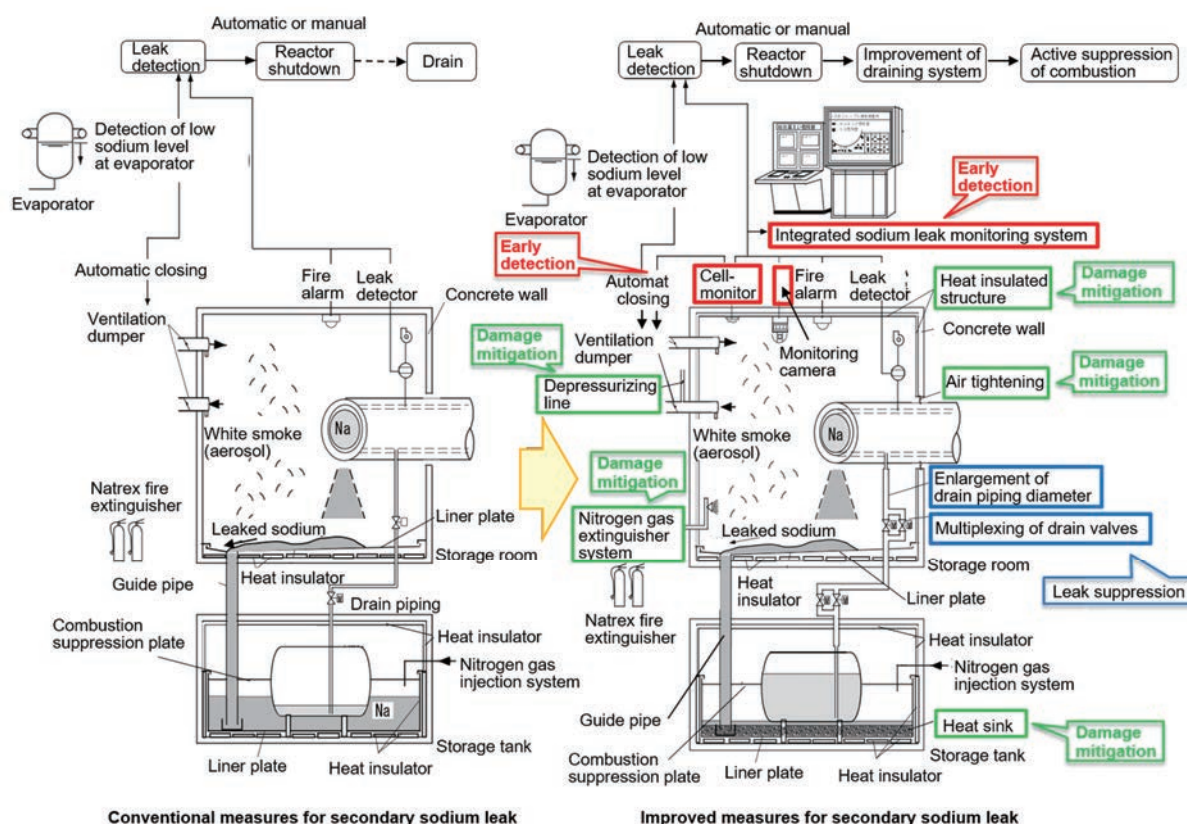 Automatic or manual
Leak
detection
Reactor
shutdown
Drain
Detection of low
sodium level
at evaporator
Evaporator
Automatic closing
Fire
alarm
Leak
detector
Concrete wall
Ventilation
dumper
Na
White smoke
(aerosol)
Natrex fire
extinguisher
Leaked sodium
Liner plate
Storage room
Heat insulator
Guide pipe
Drain piping
Combustion
suppression plate
Heat insulator
Nitrogen gas
injection system
Na
Storage tank
Liner plate
Heat insulator
Conventional measures for secondary sodium leak
Automatic or manual
Leak
detection
Reactor
shutdown
Improvement of
draining system
Active suppression
of combustion
Detection of low
sodium level
at evaporator
Evaporator
Early
detection
Integrated sodium leak monitoring system
Early
detection
Automat
closing
Cell-
monitor
Fire
alarm
Leak
detector
Heat insulated
structure
Damage
mitigation
Concrete wall
Monitoring
camera
Ventilation
dumper
Damage
mitigation
Depressurizing
line
Air tightening
Damage
mitigation
Na
White smoke
(aerosol)
Damage
mitigation
Nitrogen gas
extinguisher
system
Enlargement of
drain piping diameter
Multiplexing of drain valves
Leak suppression
Leaked sodium
Storage room
Heat
insulator
Liner plate
Natrex fire
extinguisher
Heat insulator
Nitrogen gas
injection system
Guide pipe
Heat sink
Damage
mitigation
Combustion
suppression plate
Liner plate
Storage tank
Heat
insulator
Improved measures for secondary sodium leak